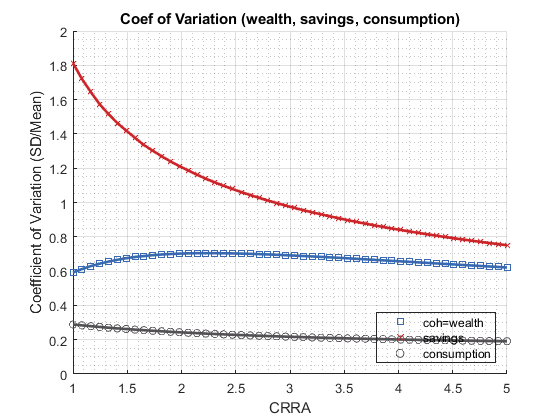 Coef of Variation (wealth, savings, consumption)
Coefficient of Variation (SD/Mean)
2
1.8
1.6
1.4
1.2
1
0.8
0.6
0.4
0.2
0
coh=wealth
savings
consumption
1 1.5 2 2.5 3 3.5 4 4.5 5
CRRA